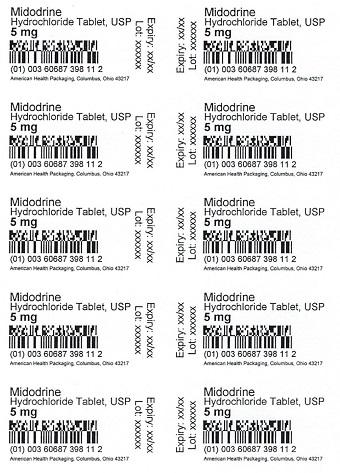 Midodrine
Hydrochloride Tablet, USP
5 mg
(01) 003 60687 398 11 2
American Health Packaging, Columbus, Ohio 43217
Expiry: xx/xx
Lot: xxxxxx
Expiry: xx/xx
Lot: xxxxxx
Midodrine
Hydrochloride Tablet, USP
5 mg
(01) 003 60687 398 11 2
American Health Packaging, Columbus, Ohio 43217
Midodrine
Hydrochloride Tablet, USP
5 mg
(01) 003 60687 398 11 2
American Health Packaging, Columbus, Ohio 43217
Expiry: xx/xx
Lot: xxxxxx
Expiry: xx/xx
Lot: xxxxxx
Midodrine
Hydrochloride Tablet, USP
5 mg
(01) 003 60687 398 11 2
American Health Packaging, Columbus, Ohio 43217
Midodrine
Hydrochloride Tablet, USP
5 mg
(01) 003 60687 398 11 2
American Health Packaging, Columbus, Ohio 43217
Expiry: xx/xx
Lot: xxxxxx
Expiry: xx/xx
Lot: xxxxxx
Midodrine
Hydrochloride Tablet, USP
5 mg
(01) 003 60687 398 11 2
American Health Packaging, Columbus, Ohio 43217
Midodrine
Hydrochloride Tablet, USP
5 mg
(01) 003 60687 398 11 2
American Health Packaging, Columbus, Ohio 43217
Expiry: xx/xx
Lot: xxxxxx
Expiry: xx/xx
Lot: xxxxxx
Midodrine
Hydrochloride Tablet, USP
5 mg
(01) 003 60687 398 11 2
American Health Packaging, Columbus, Ohio 43217
Midodrine
Hydrochloride Tablet, USP
5 mg
(01) 003 60687 398 11 2
American Health Packaging, Columbus, Ohio 43217
Expiry: xx/xx
Lot: xxxxxx
Expiry: xx/xx
Lot: xxxxxx
Midodrine
Hydrochloride Tablet, USP
5 mg
(01) 003 60687 398 11 2
American Health Packaging, Columbus, Ohio 43217